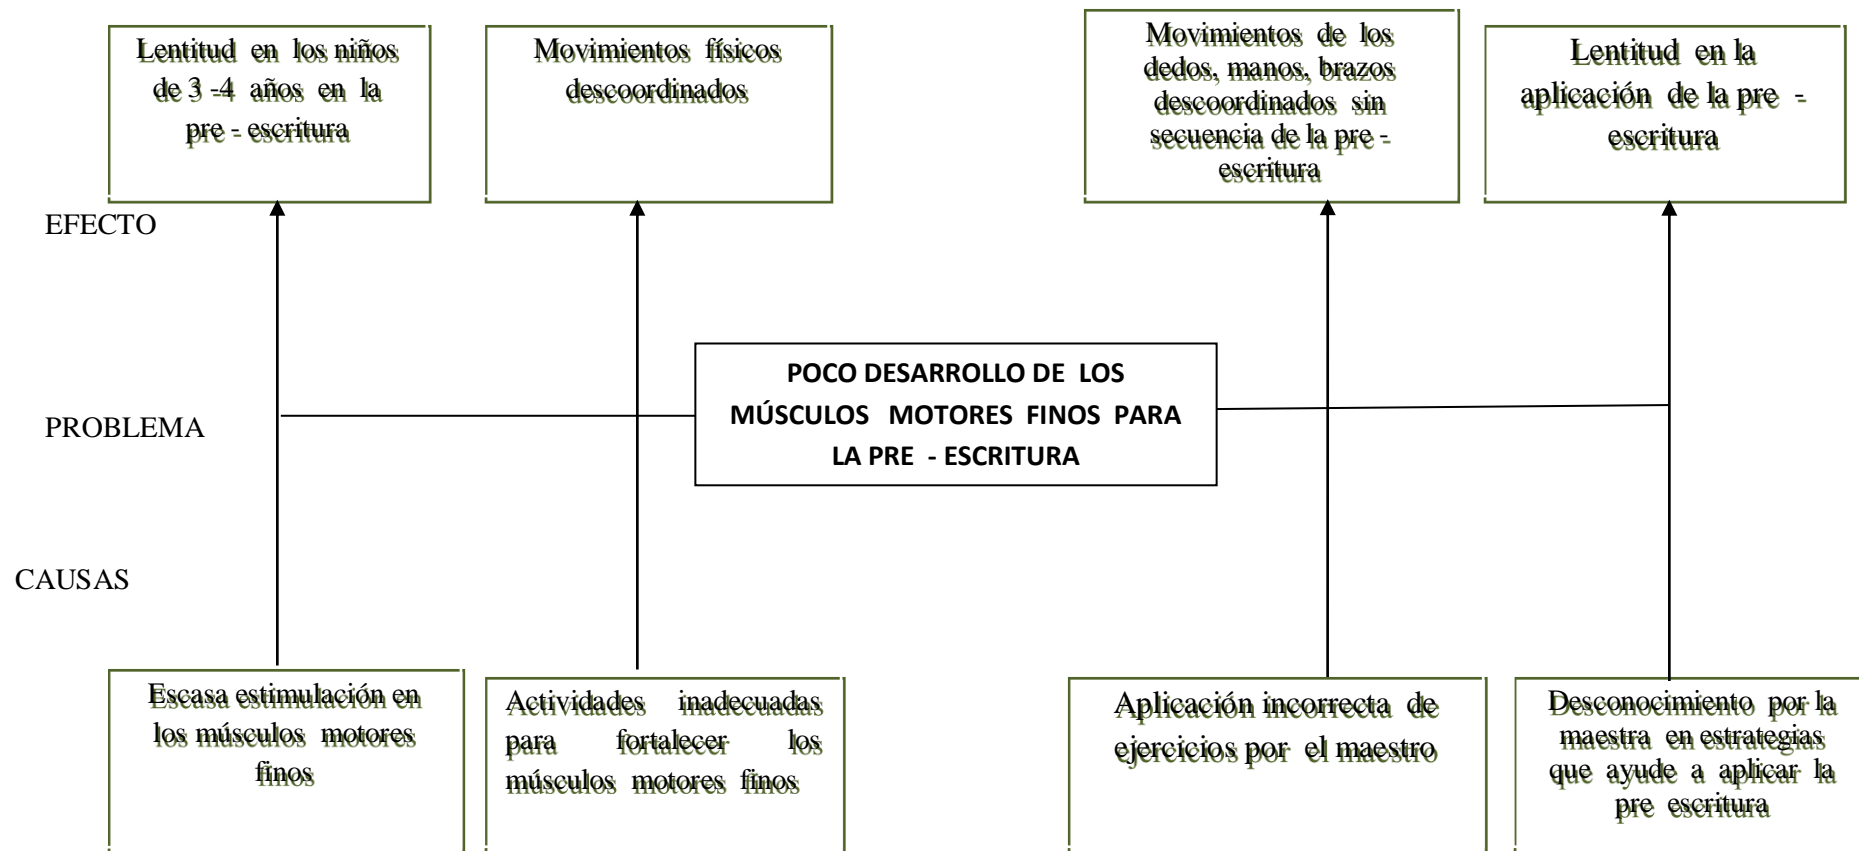 Lentitud en los niños
de 3 -4 años en la
pre - escritura
Movimientos físicos
descoordinados
Movimientos de los
dedos, manos, brazos
descoordinados sin
secuencia de la pre -
escritura
Lentitud en la
aplicación de la pre -
escritura
EFECTO
POCO DESARROLLO DE LOS
MÚSCULOS MOTORES FINOS PARA
LA PRE - ESCRITURA
PROBLEMA
CAUSAS
Escasa estimulación en
los músculos motores
finos
Actividades inadecuadas
para fortalecer los
músculos motores finos
Aplicación incorrecta de
ejercicios por el maestro
Desconocimiento por la
maestra en estrategias
que ayude a aplicar la
pre escritura